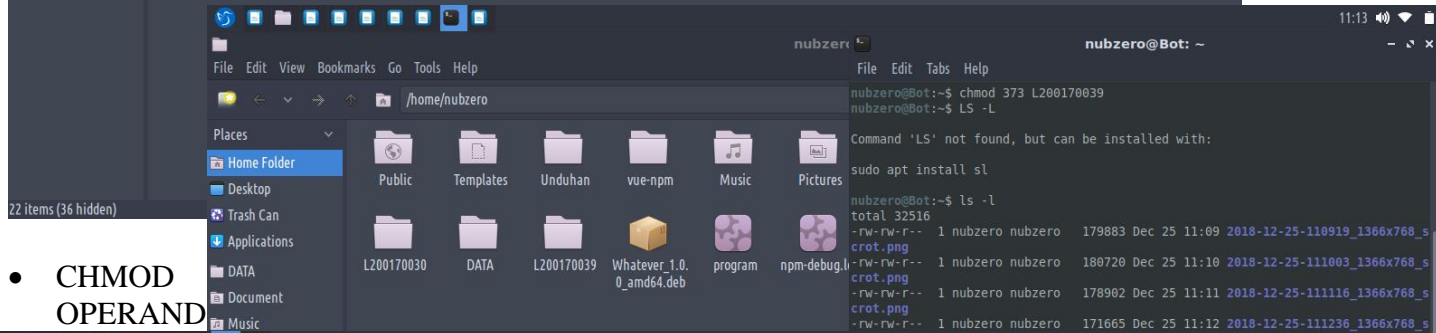 11:13
nubzero
File Edit View Bookmarks Go Tools Help
/home/nubzero
Places
Home Folder
Desktop
Trash Can
Applications
DATA
Document
Music
Public
Templates
Unduhan
vue-npm
Music
Pictures
L200170030
DATA
L200170039
Whatever_1.0.
0_amd64.deb
program
nubzero@Bot: ~
File Edit Tabs Help
nubzero@Bot:~$ chmod 373 L200170039
nubzero@Bot:~$ LS -L
Command 'LS' not found, but can be installed with:
sudo apt install sl
nubzero@Bot:~$ ls -l
total 32516
-rw-rw-r-- 1 nubzero nubzero 179883 Dec 25 11:09 2018-12-25-110919_1366x768_s
crot.png
-rw-rw-r-- 1 nubzero nubzero 180720 Dec 25 11:10 2018-12-25-111003_1366x768_s
crot.png
-rw-rw-r-- 1 nubzero nubzero 178902 Dec 25 11:11 2018-12-25-111116_1366x768_s
crot.png
-rw-rw-r-- 1 nubzero nubzero 171665 Dec 25 11:12 2018-12-25-111236_1366x768_s
22 items (36 hidden)
• CHMOD
OPERAND